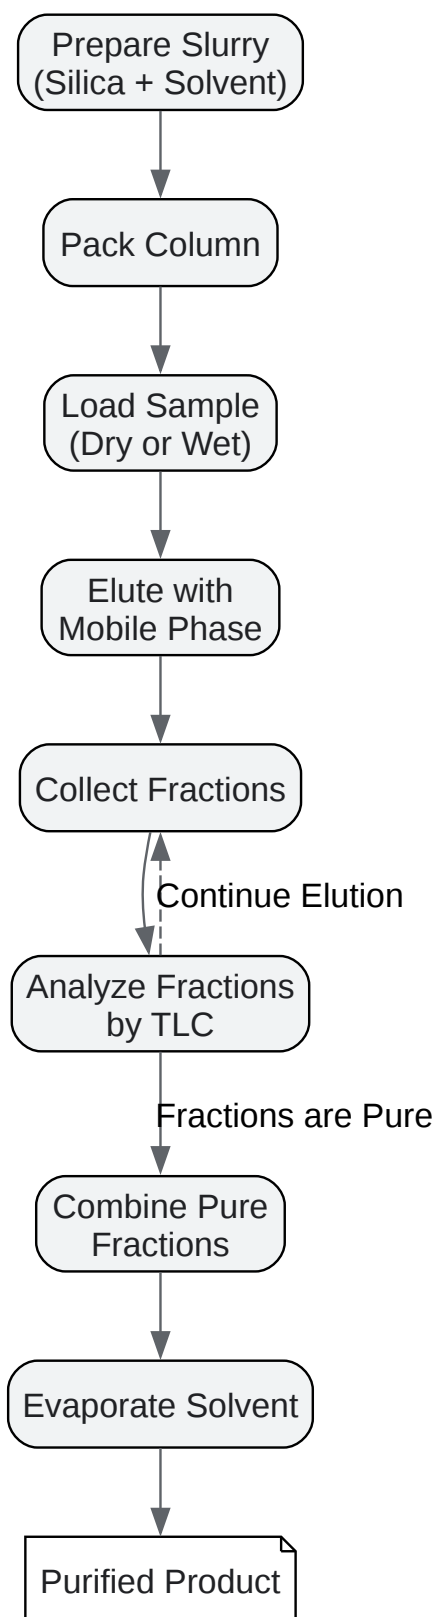 Prepare Slurry
(Silica + Solvent)
Pack Column
Load Sample
(Dry or Wet)
Elute with
Mobile Phase
Collect Fractions
Continue Elution
Analyze Fractions
by TLC
Fractions are Pure
Combine Pure
Fractions
Evaporate Solvent
Purified Product